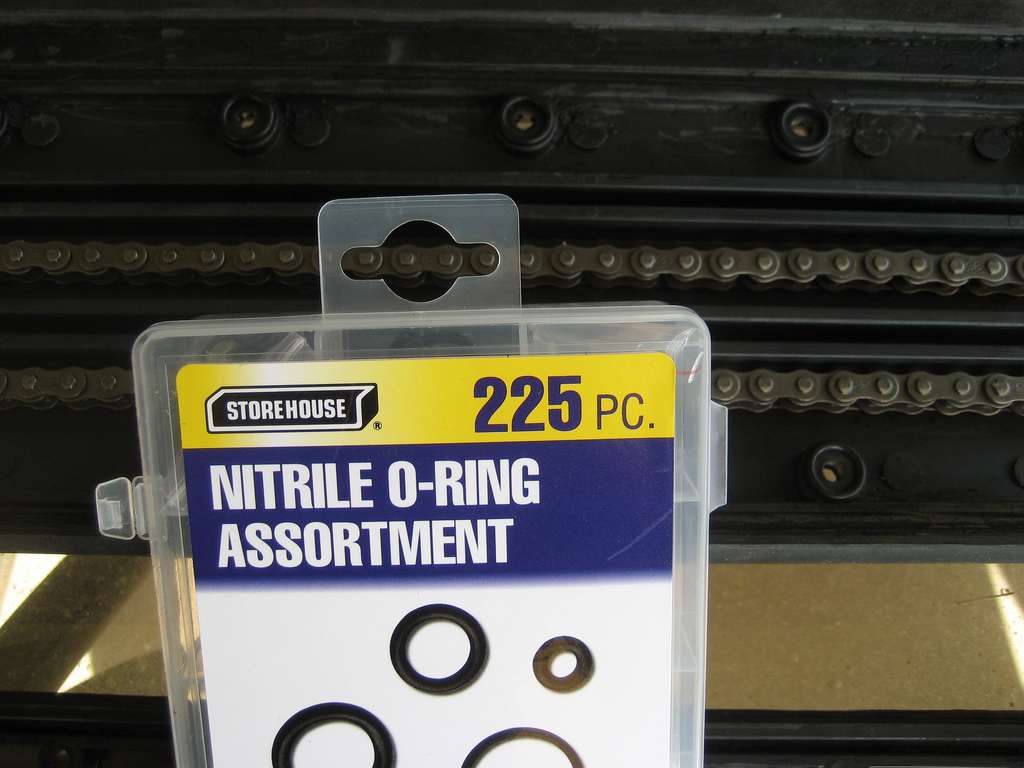 STOREHOUSE ®
225 PC.
NITRILE O-RING
ASSORTMENT